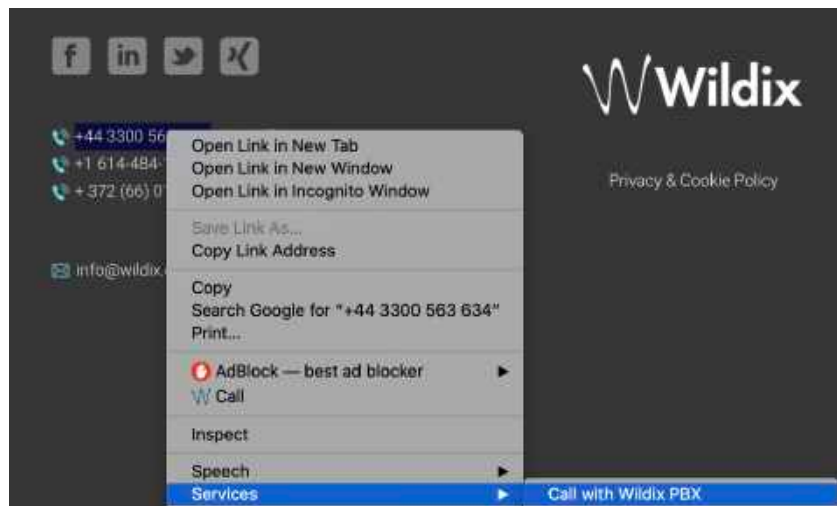 f in
Wildix
+44 3300 56
+1 614-484-
+ 372 (66) 0
Privacy & Cookie Policy
info@wildix.
Open Link in New Tab
Open Link in New Window
Open Link in Incognito Window
Save Link As...
Copy Link Address
Copy
Search Google for "+44 3300 563 634"
Print...
AdBlock — best ad blocker
Call
Inspect
Speech
Services
Call with Wildix PBX